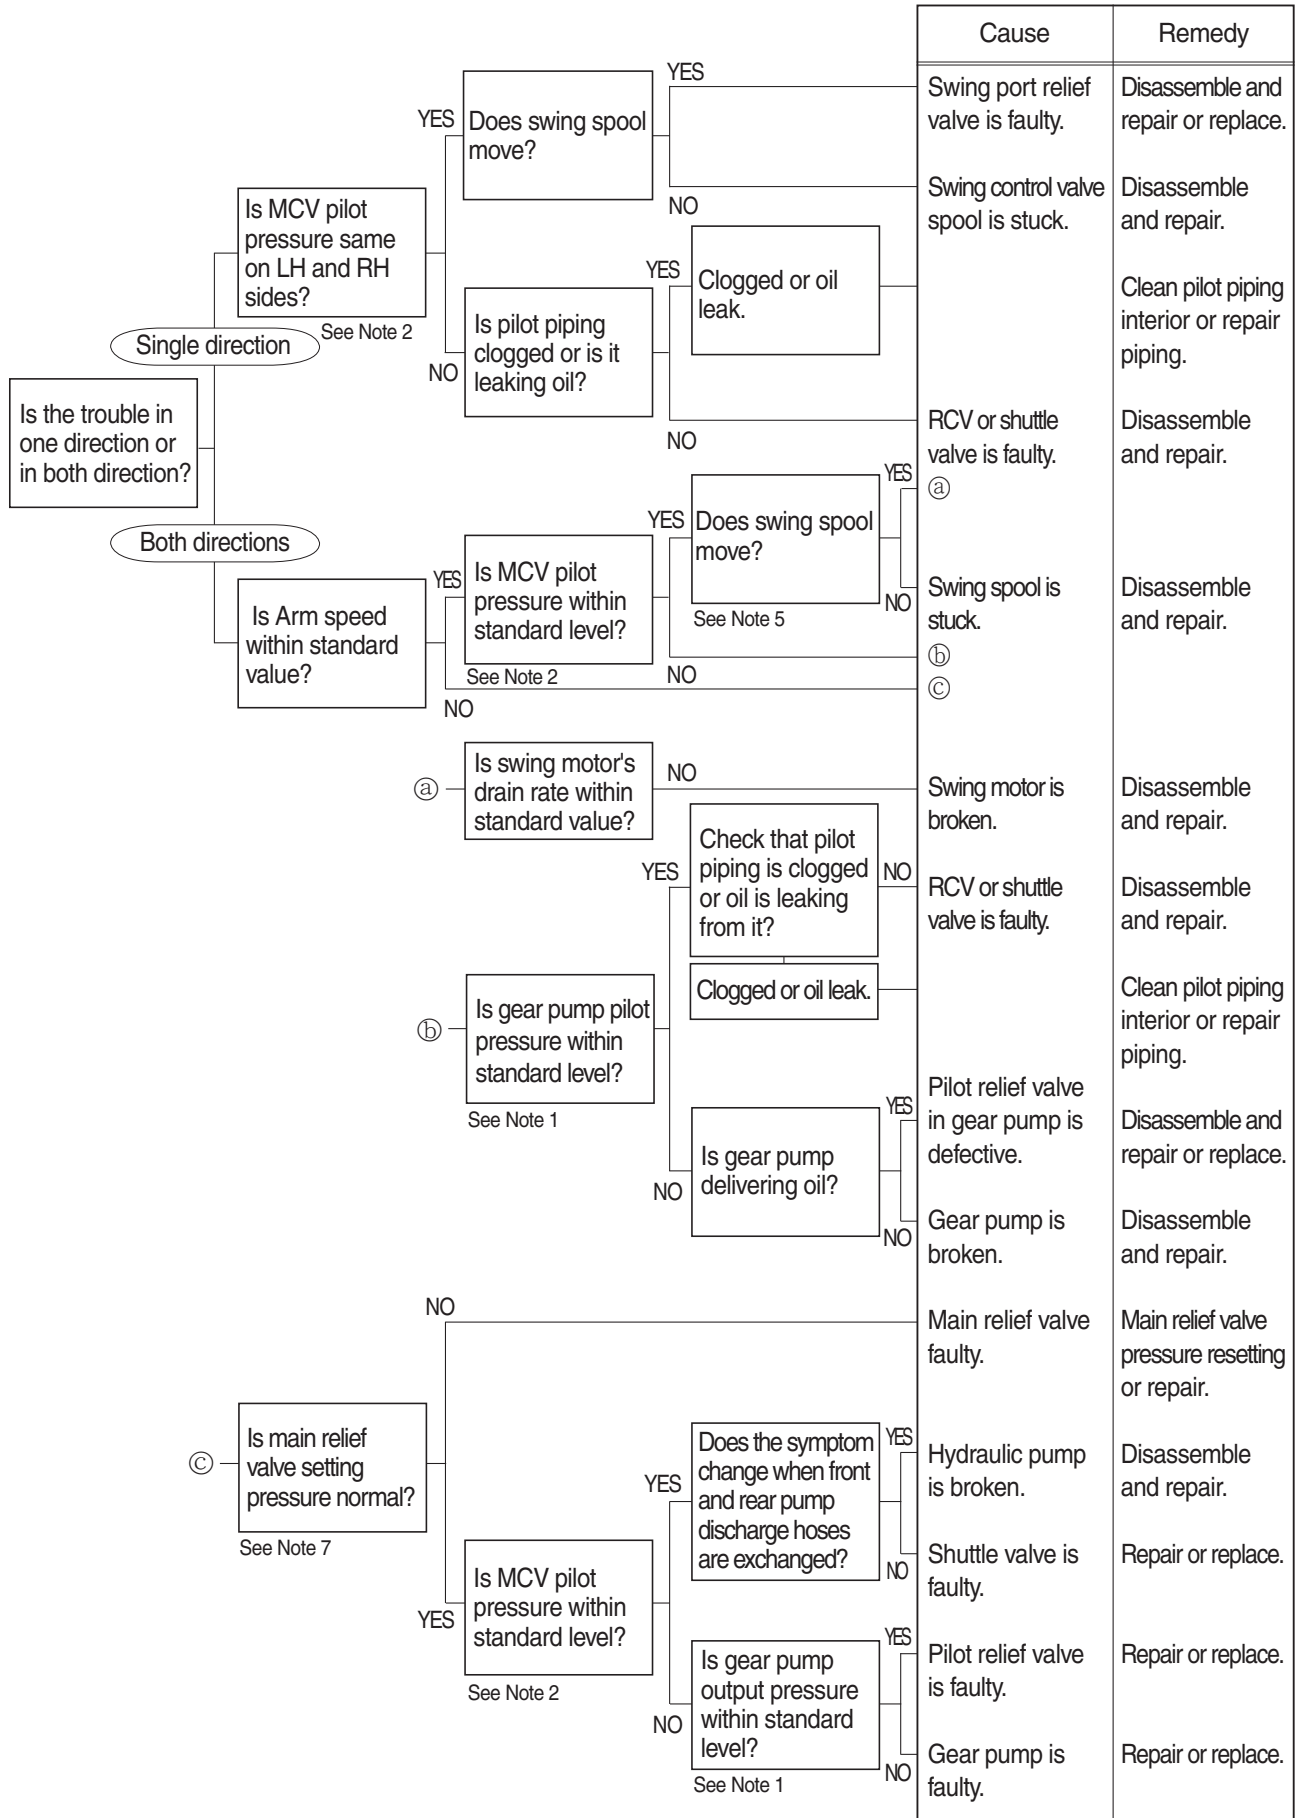 Cause
Remedy
YES
Swing port relief
valve is faulty.
Disassemble and
repair or replace.
YES
Does swing spool
move?
NO
Swing control valve
spool is stuck.
Disassemble
and repair.
Is MCV pilot
pressure same
on LH and RH
sides?
See Note 2
YES
Clogged or oil
leak.
Clean pilot piping
interior or repair
piping.
Single direction
Is pilot piping
clogged or is it
leaking oil?
NO
Is the trouble in
one direction or
in both direction?
NO
RCV or shuttle
valve is faulty.
Disassemble
and repair.
YES
ⓐ
Both directions
YES
Does swing spool
move?
See Note 5
NO
Swing spool is
stuck.
Disassemble
and repair.
YES
Is MCV pilot
pressure within
standard level?
See Note 2
NO
ⓑ
ⓒ
Is Arm speed
within standard
value?
NO
ⓐ
Is swing motor's
drain rate within
standard value?
NO
Swing motor is
broken.
Disassemble
and repair.
YES
Check that pilot
piping is clogged
or oil is leaking
from it?
NO
RCV or shuttle
valve is faulty.
Disassemble
and repair.
Clogged or oil leak.
Clean pilot piping
interior or repair
piping.
ⓑ
Is gear pump pilot
pressure within
standard level?
See Note 1
YES
Pilot relief valve
in gear pump is
defective.
Disassemble and
repair or replace.
NO
Is gear pump
delivering oil?
NO
Gear pump is
broken.
Disassemble
and repair.
NO
Main relief valve
faulty.
Main relief valve
pressure resetting
or repair.
ⓒ
Is main relief
valve setting
pressure normal?
See Note 7
YES
Does the symptom
change when front
and rear pump
discharge hoses
are exchanged?
YES
Hydraulic pump
is broken.
Disassemble
and repair.
NO
Shuttle valve is
faulty.
Repair or replace.
YES
Is MCV pilot
pressure within
standard level?
See Note 2
NO
Is gear pump
output pressure
within standard
level?
See Note 1
YES
Pilot relief valve
is faulty.
Repair or replace.
NO
Gear pump is
faulty.
Repair or replace.